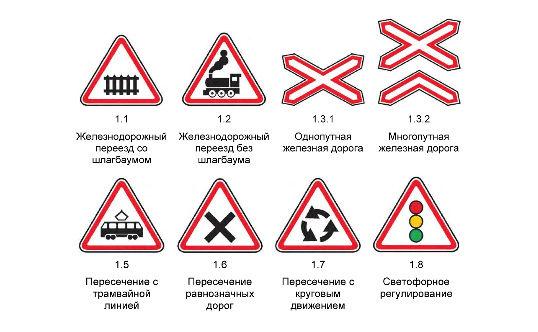 1.1
Железнодорожный
переезд со
шлагбаумом
1.2
Железнодорожный
переезд без
шлагбаума
1.3.1
Однопутная
железная дорога
1.3.2
Многопутная
железная дорога
1.5
Пересечение с
трамвайной
линией
1.6
Пересечение
равнозначных
дорог
1.7
Пересечение с
круговым
движением
1.8
Светофорное
регулирование